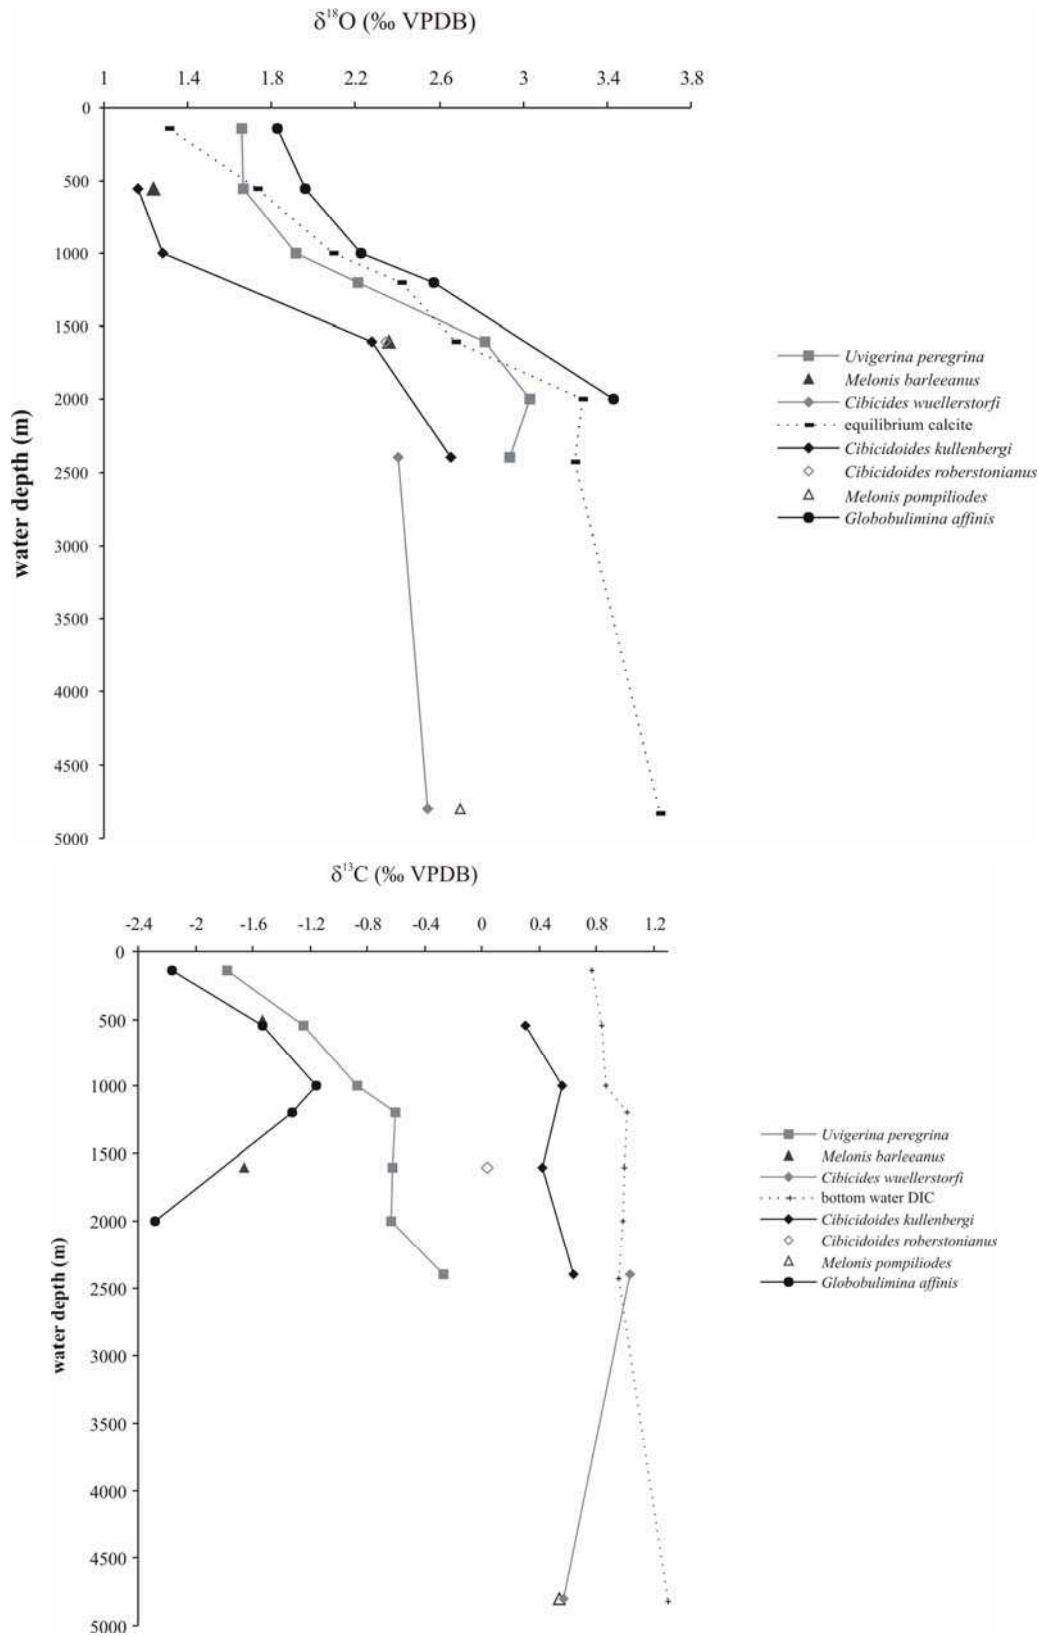 δ¹⁸O (‰ VPDB)
1 1.4 1.8 2.2 2.6 3 3.4 3.8
0
500
1000
1500
2000
2500
3000
3500
4000
4500
5000
water depth (m)
Uvigerina peregrina
Melonis barleeanus
Cibicides wuellerstorfi
equilibrium calcite
Cibicidoides kullenbergi
Cibicidoides roberstonianus
Melonis pompiliodes
Globobulimina affinis
δ¹³C (‰ VPDB)
-2.4 -2 -1.6 -1.2 -0.8 -0.4 0 0.4 0.8 1.2
0
500
1000
1500
2000
2500
3000
3500
4000
4500
5000
water depth (m)
Uvigerina peregrina
Melonis barleeanus
Cibicides wuellerstorfi
bottom water DIC
Cibicidoides kullenbergi
Cibicidoides roberstonianus
Melonis pompiliodes
Globobulimina affinis